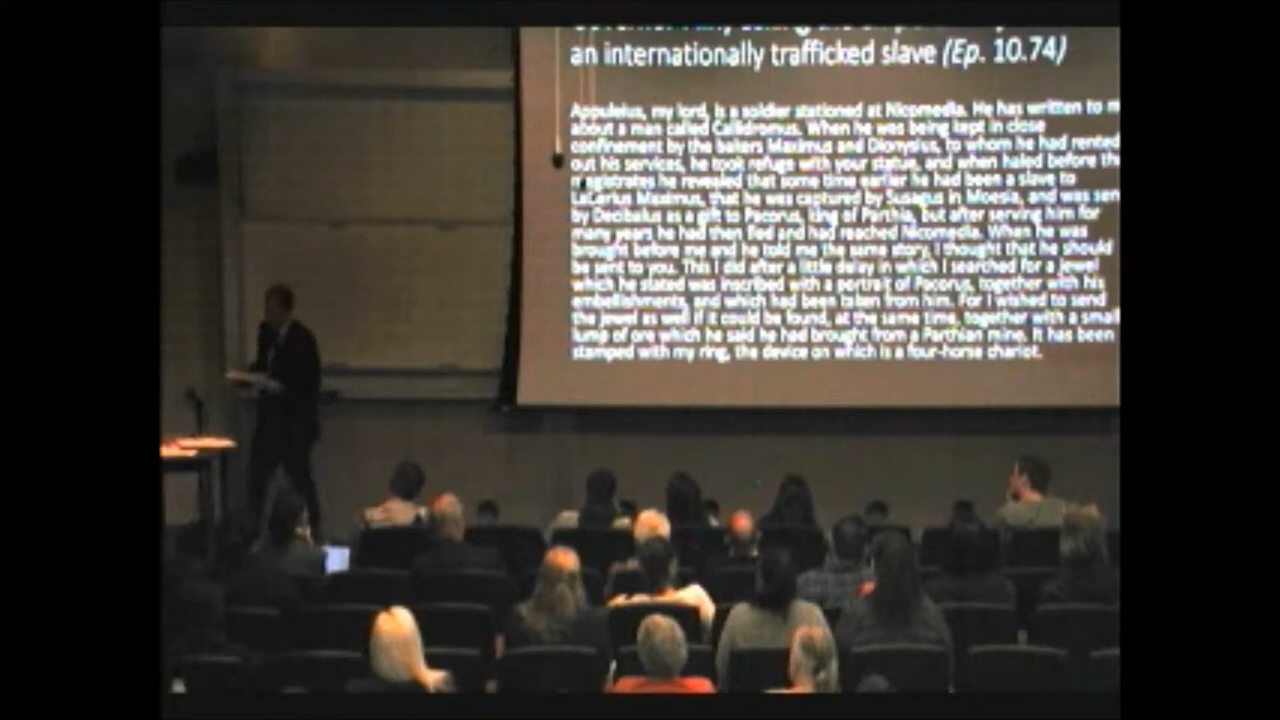 an internationally trafficked slave (Ep. 10.74)
Appuleius, my lord, is a soldier stationed at Nicomedia. He has written to
about a man called Callidromus. When he was being kept in close
confinement by the bakers Maximus and Dionysius, to whom he had rented
out his services, he took refuge with your statue, and when haled before
magistrates he revealed that some time earlier he had been a slave to
Laberius Maximus, that he was captured by Susagus in Moesia, and was
by Decibalus as a gift to Pacorus, king of Parthia, but after serving him for
many years he had then fled and had reached Nicomedia. When he was
brought before me and he told me the same story, I thought that he should
be sent to you. This I did after a little delay in which I searched for a jewel
which he stated was inscribed with a portrait of Pacorus, together with his
embellishments, and which had been taken from him. For I wished to send
the jewel as well if it could be found, at the same time, together with a small
lump of ore which he said he had brought from a Parthian mine. It has been
stamped with my ring, the device on which is a four-horse chariot.